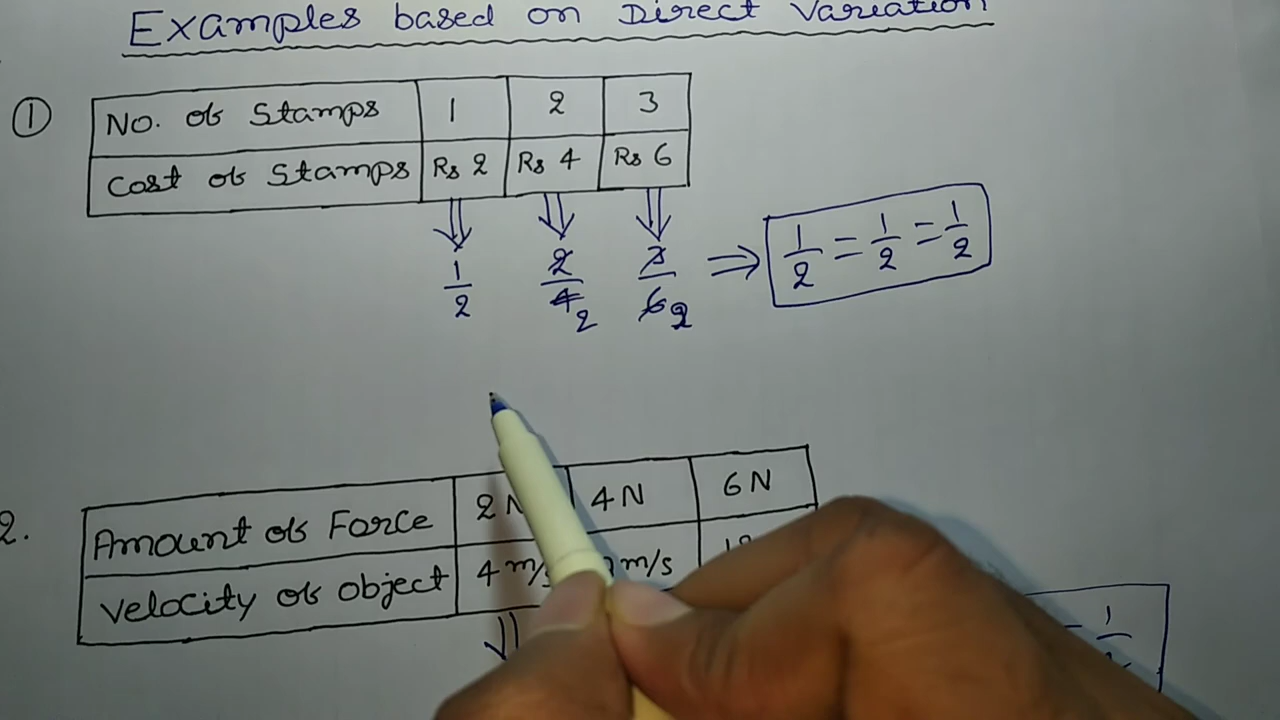 Examples based on Direct Variation
①
No. of Stamps 1 2 3
Cost of Stamps Rs 2 Rs 4 Rs 6
1/2 2/4 2 3/6 2 ⇒ 1/2 = 1/2 = 1/2
2.
Amount of Force 2 N 4 N 6 N
Velocity of Object 4 m/s m/s